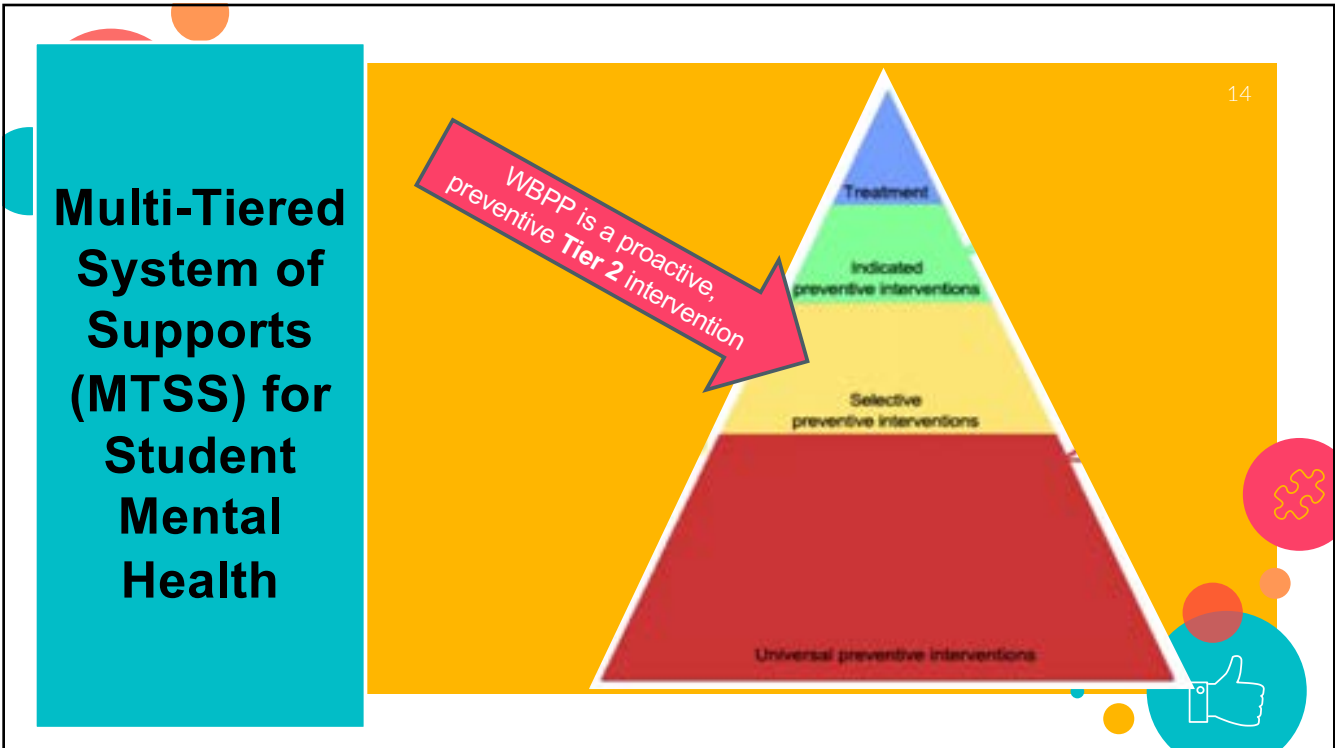 14
Multi-Tiered
System of
Supports
(MTSS) for
Student
Mental
Health
WBPP is a proactive,
preventive Tier 2 intervention
Treatment
Indicated
preventive interventions
Selective
preventive interventions
Universal preventive interventions